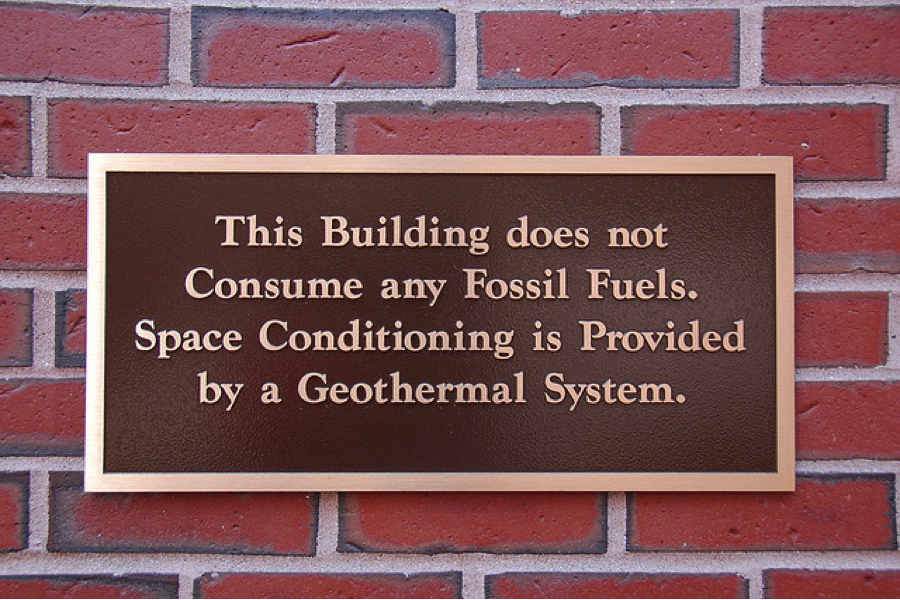 This Building does not
Consume any Fossil Fuels.
Space Conditioning is Provided
by a Geothermal System.